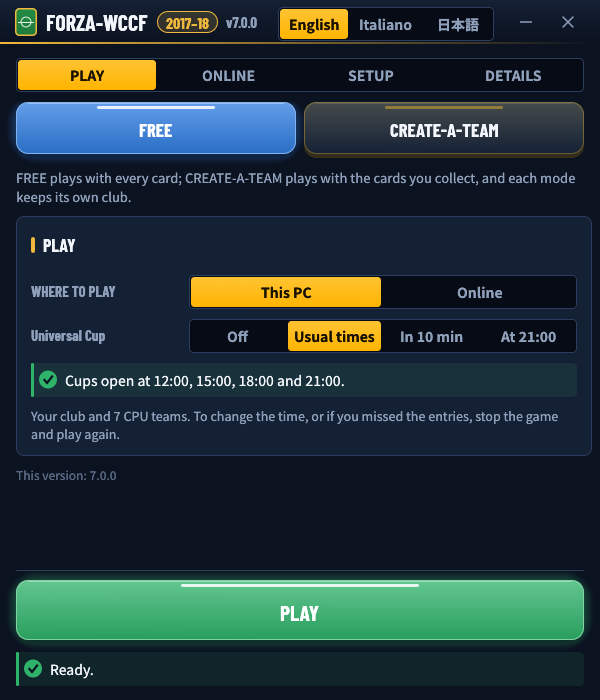 FORZA-WCCF 2017–18 v7.0.0 English Italiano 日本語
PLAY ONLINE SETUP DETAILS
FREE CREATE-A-TEAM
FREE plays with every card; CREATE-A-TEAM plays with the cards you collect, and each mode
keeps its own club.
PLAY
WHERE TO PLAY This PC Online
Universal Cup Off Usual times In 10 min At 21:00
Cups open at 12:00, 15:00, 18:00 and 21:00.
Your club and 7 CPU teams. To change the time, or if you missed the entries, stop the game
and play again.
This version: 7.0.0
PLAY
Ready.